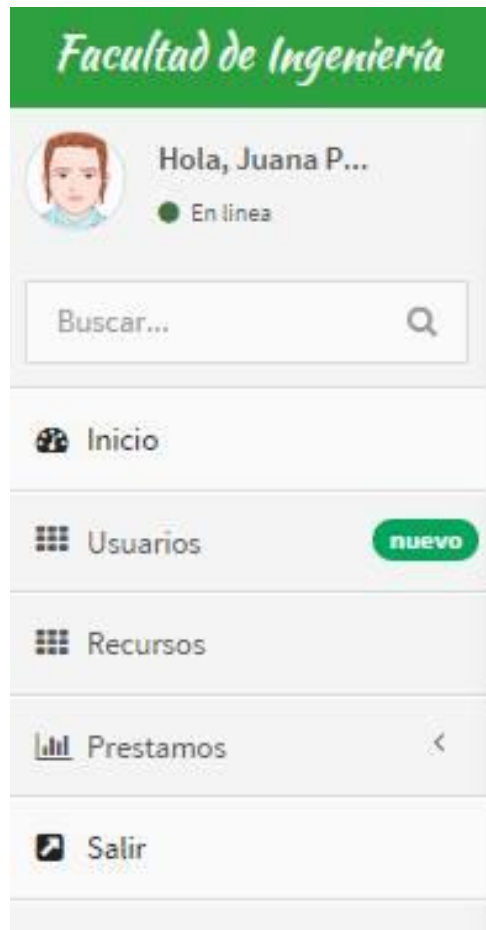 Facultad de Ingeniería
Hola, Juana P...
En linea
Buscar...
Inicio
Usuarios nuevo
Recursos
Prestamos
Salir